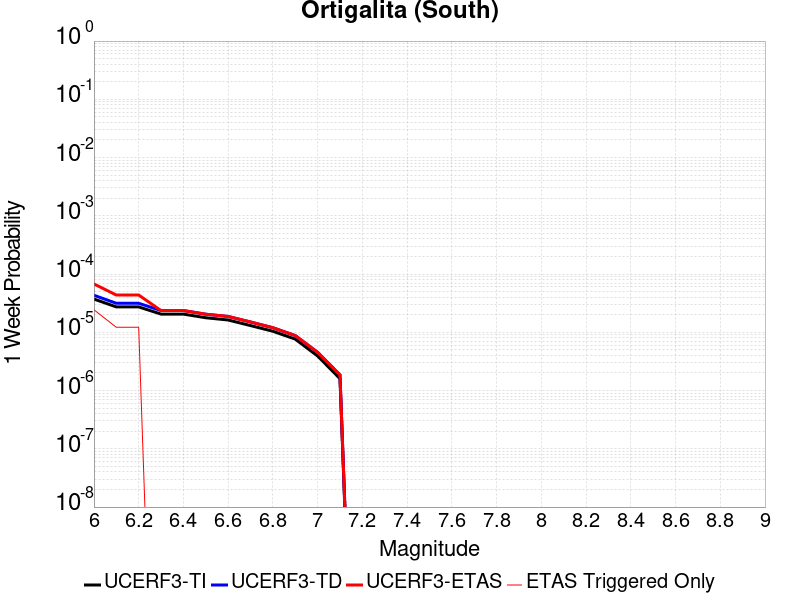 Ortigalita (South)
1 Week Probability
10^0
10^-1
10^-2
10^-3
10^-4
10^-5
10^-6
10^-7
10^-8
6 6.2 6.4 6.6 6.8 7 7.2 7.4 7.6 7.8 8 8.2 8.4 8.6 8.8 9
Magnitude
UCERF3-TI UCERF3-TD UCERF3-ETAS ETAS Triggered Only